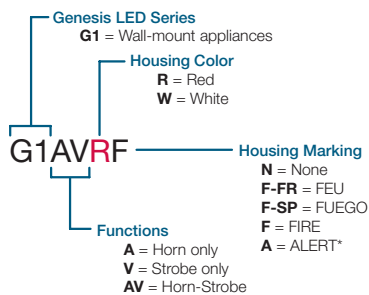 Genesis LED Series
G1 = Wall-mount appliances
Housing Color
R = Red
W = White
G1AVRF
Housing Marking
N = None
F-FR = FEU
F-SP = FUEGO
F = FIRE
A = ALERT*
Functions
A = Horn only
V = Strobe only
AV = Horn-Strobe